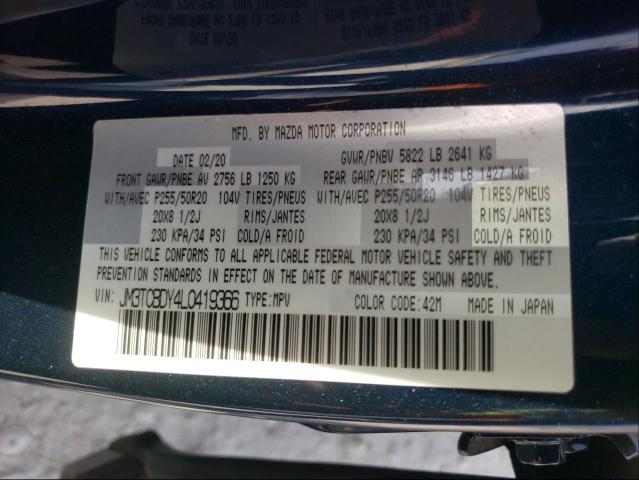 MFD. BY MAZDA MOTOR CORPORATION
DATE 02/20 GVWR/PNBV 5822 LB 2641 KG
FRONT GAWR/PNBE AV 2756 LB 1250 KG REAR GAWR/PNBE AR 3146 LB 1427 KG
WITH/AVEC P255/50R20 104V TIRES/PNEUS WITH/AVEC P255/50R20 104V TIRES/PNEUS
20X8 1/2J RIMS/JANTES 20X8 1/2J RIMS/JANTES
230 KPA/34 PSI COLD/A FROID 230 KPA/34 PSI COLD/A FROID
THIS VEHICLE CONFORMS TO ALL APPLICABLE FEDERAL MOTOR VEHICLE SAFETY AND THEFT
PREVENTION STANDARDS IN EFFECT ON THE DATE OF MANUFACTURE SHOWN ABOVE.
VIN: JM3TCBDY4L0419366 TYPE:MPV COLOR CODE:42M MADE IN JAPAN